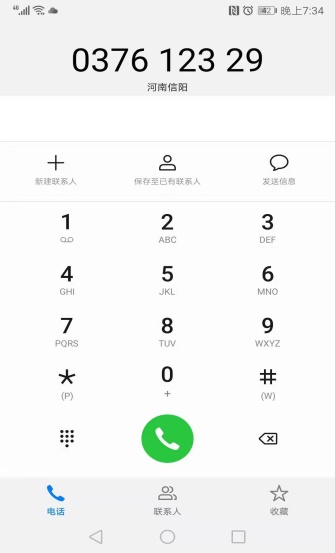 46 42 晚上7:34
0376 123 29
河南信阳
新建联系人 保存至已有联系人 发送信息
1 2 3
ABC DEF
4 5 6
GHI JKL MNO
7 8 9
PQRS TUV WXYZ
* 0 #
(P) + (W)
电话 联系人 收藏